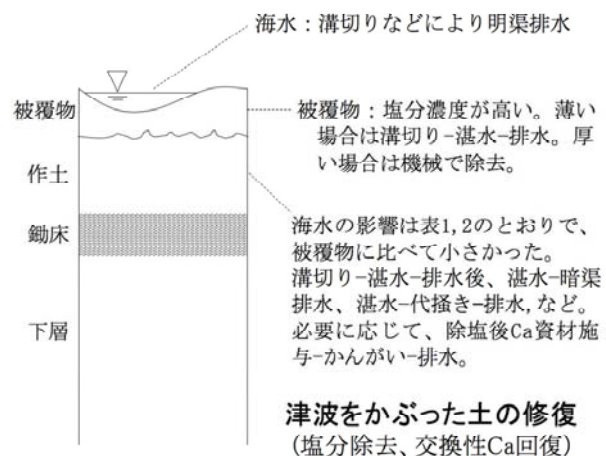 海水：溝切りなどにより明渠排水
被覆物
被覆物：塩分濃度が高い。薄い
場合は溝切り-湛水-排水。厚
い場合は機械で除去。
作土
鋤床
下層
海水の影響は表1,2のとおりで、
被覆物に比べて小さかった。
溝切り-湛水-排水後、湛水-暗渠
排水、湛水-代掻き-排水,など。
必要に応じて、除塩後Ca資材施
与-かんがい-排水。
津波をかぶった土の修復
(塩分除去、交換性Ca回復)